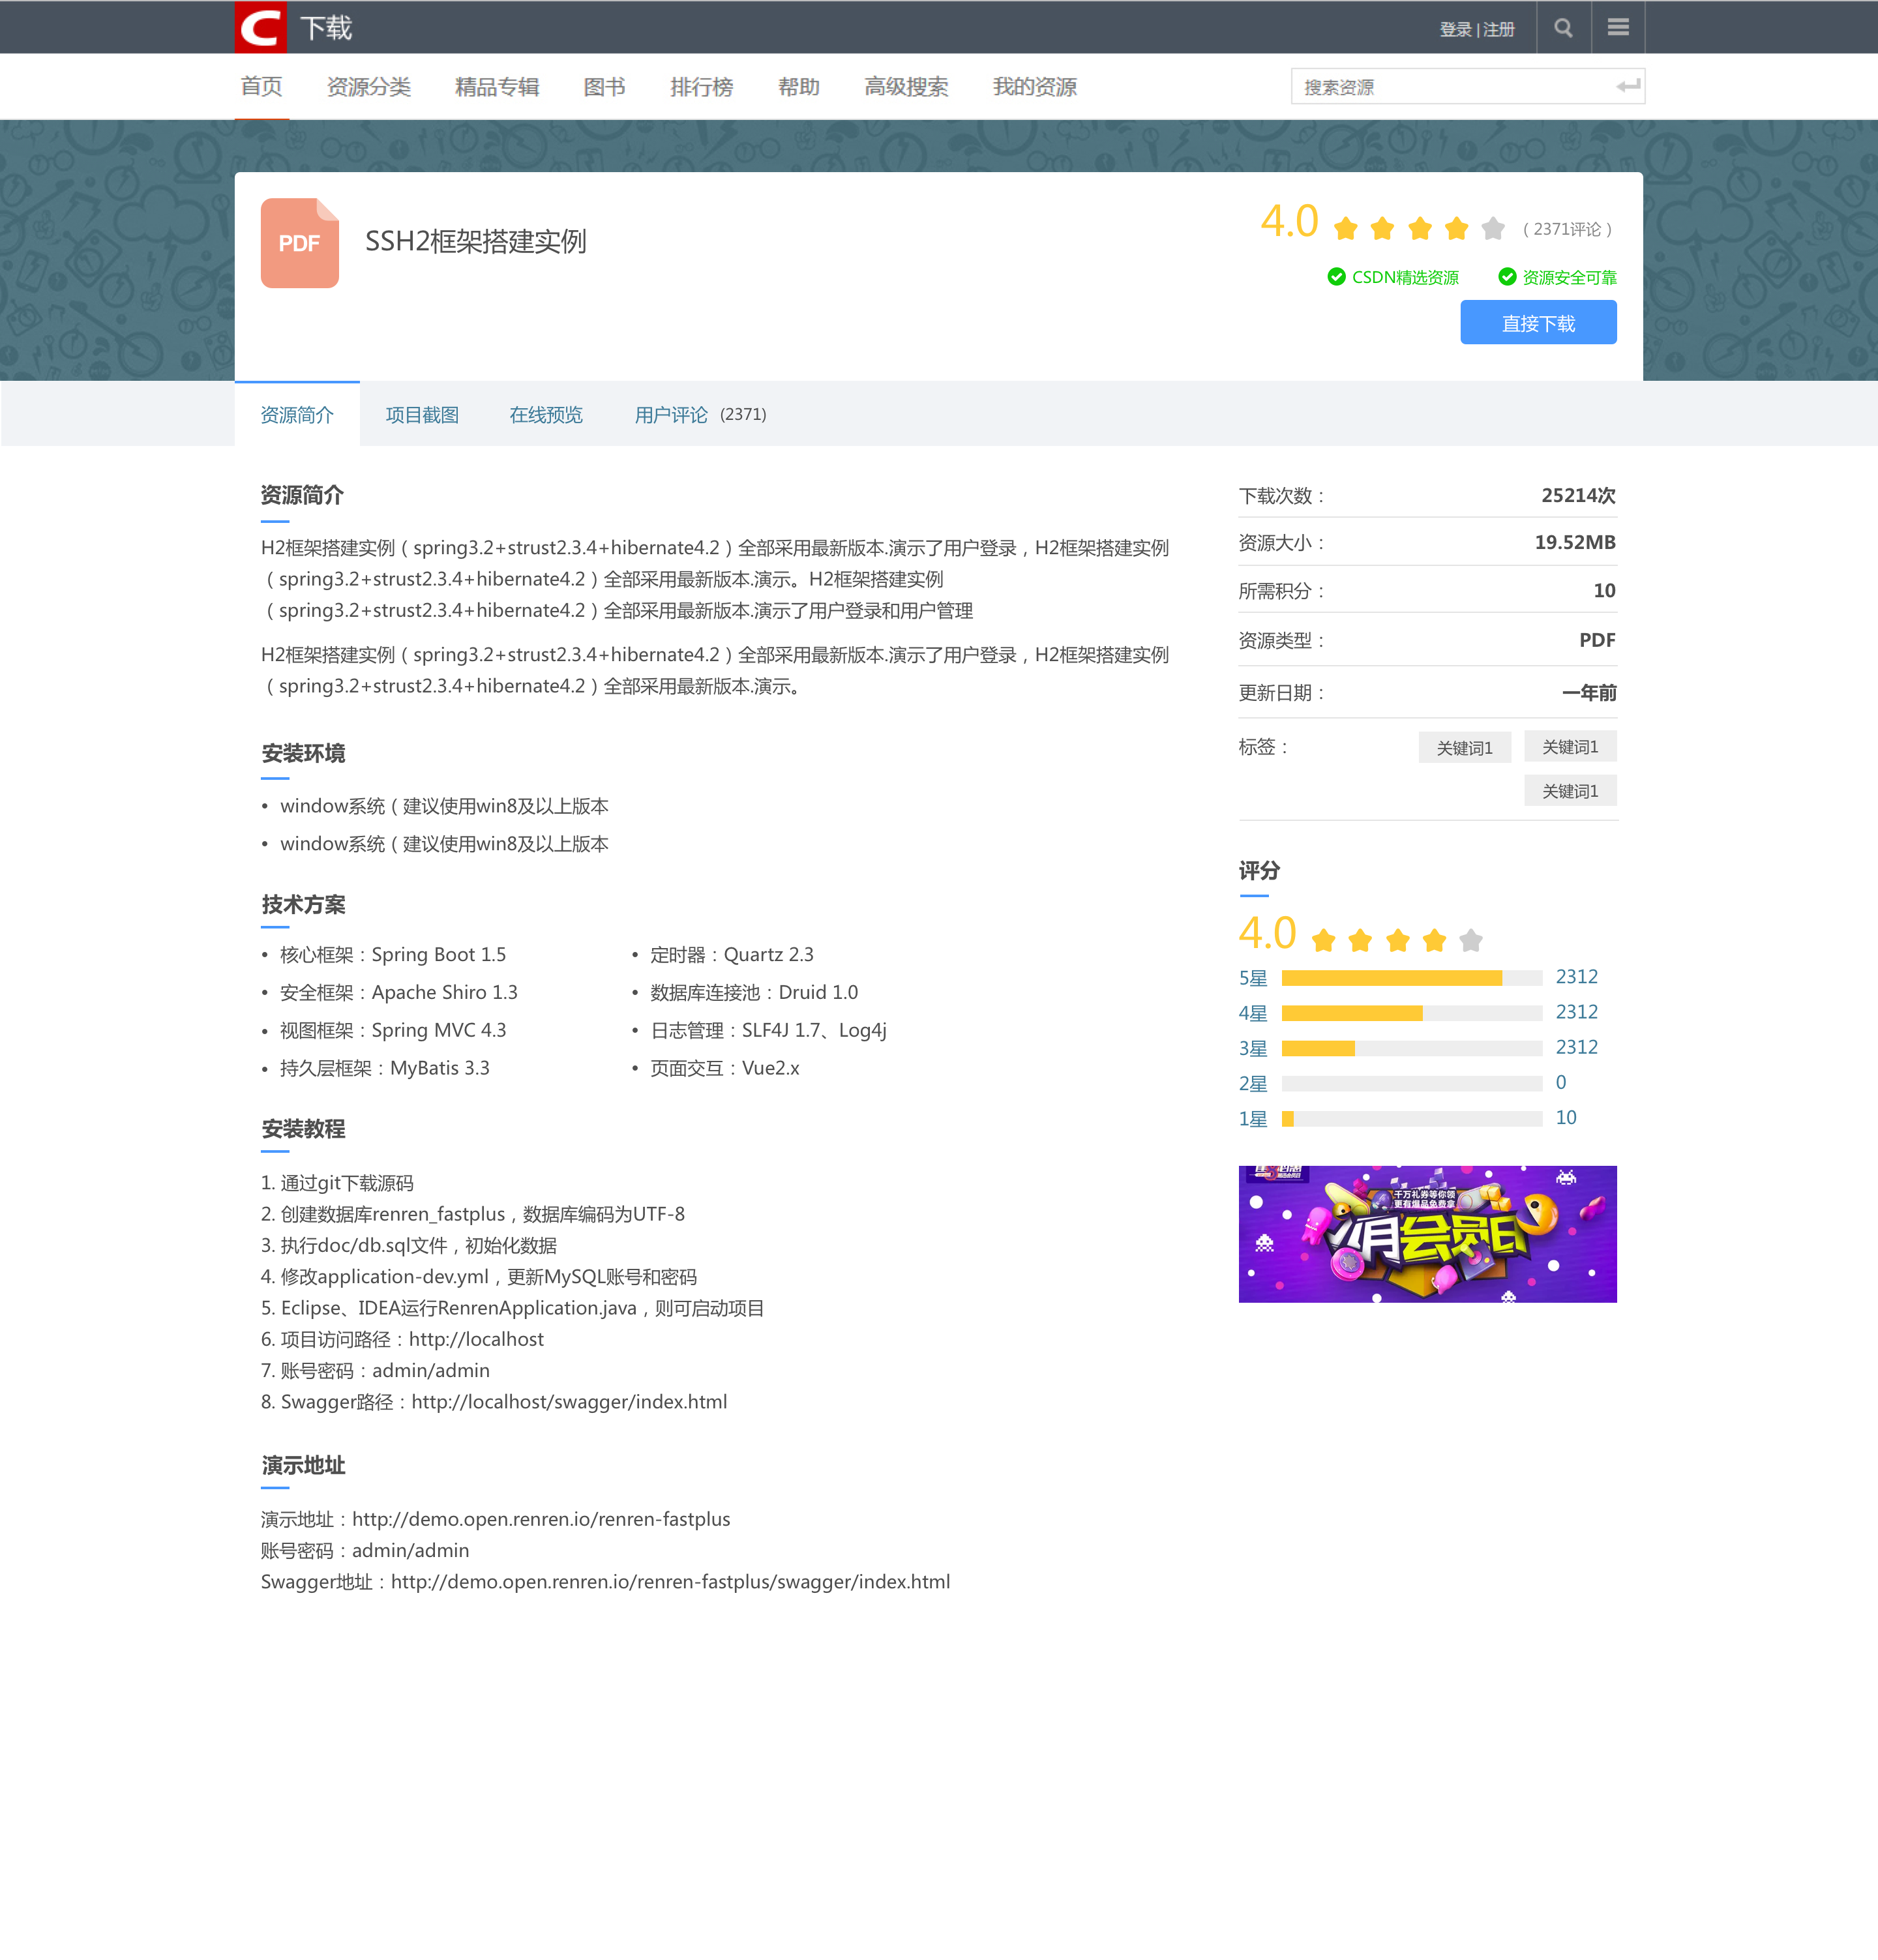 下载
登录 | 注册
首页 资源分类 精品专辑 图书 排行榜 帮助 高级搜索 我的资源 搜索资源
PDF
SSH2框架搭建实例
4.0 （2371评论）
CSDN精选资源 资源安全可靠
直接下载
资源简介 项目截图 在线预览 用户评论 (2371)
资源简介
H2框架搭建实例（spring3.2+strust2.3.4+hibernate4.2）全部采用最新版本.演示了用户登录，H2框架搭建实例
（spring3.2+strust2.3.4+hibernate4.2）全部采用最新版本.演示。H2框架搭建实例
（spring3.2+strust2.3.4+hibernate4.2）全部采用最新版本.演示了用户登录和用户管理
H2框架搭建实例（spring3.2+strust2.3.4+hibernate4.2）全部采用最新版本.演示了用户登录，H2框架搭建实例
（spring3.2+strust2.3.4+hibernate4.2）全部采用最新版本.演示。
安装环境
• window系统（建议使用win8及以上版本
• window系统（建议使用win8及以上版本
技术方案
• 核心框架：Spring Boot 1.5
• 安全框架：Apache Shiro 1.3
• 视图框架：Spring MVC 4.3
• 持久层框架：MyBatis 3.3
• 定时器：Quartz 2.3
• 数据库连接池：Druid 1.0
• 日志管理：SLF4J 1.7、Log4j
• 页面交互：Vue2.x
安装教程
1. 通过git下载源码
2. 创建数据库renren_fastplus，数据库编码为UTF-8
3. 执行doc/db.sql文件，初始化数据
4. 修改application-dev.yml，更新MySQL账号和密码
5. Eclipse、IDEA运行RenrenApplication.java，则可启动项目
6. 项目访问路径：http://localhost
7. 账号密码：admin/admin
8. Swagger路径：http://localhost/swagger/index.html
演示地址
演示地址：http://demo.open.renren.io/renren-fastplus
账号密码：admin/admin
Swagger地址：http://demo.open.renren.io/renren-fastplus/swagger/index.html
下载次数： 25214次
资源大小： 19.52MB
所需积分： 10
资源类型： PDF
更新日期： 一年前
标签： 关键词1 关键词1
关键词1
评分
4.0
5星 2312
4星 2312
3星 2312
2星 0
1星 10
千万礼券等你领
更有爆品免费拿
八月会员日